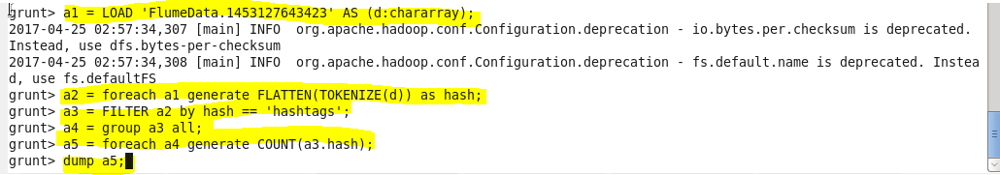 grunt> a1 = LOAD 'FlumeData.1453127643423' AS (d:chararray);
2017-04-25 02:57:34,307 [main] INFO  org.apache.hadoop.conf.Configuration.deprecation - io.bytes.per.checksum is deprecated.
Instead, use dfs.bytes-per-checksum
2017-04-25 02:57:34,308 [main] INFO  org.apache.hadoop.conf.Configuration.deprecation - fs.default.name is deprecated. Instea
d, use fs.defaultFS
grunt> a2 = foreach a1 generate FLATTEN(TOKENIZE(d)) as hash;
grunt> a3 = FILTER a2 by hash == 'hashtags';
grunt> a4 = group a3 all;
grunt> a5 = foreach a4 generate COUNT(a3.hash);
grunt> dump a5;